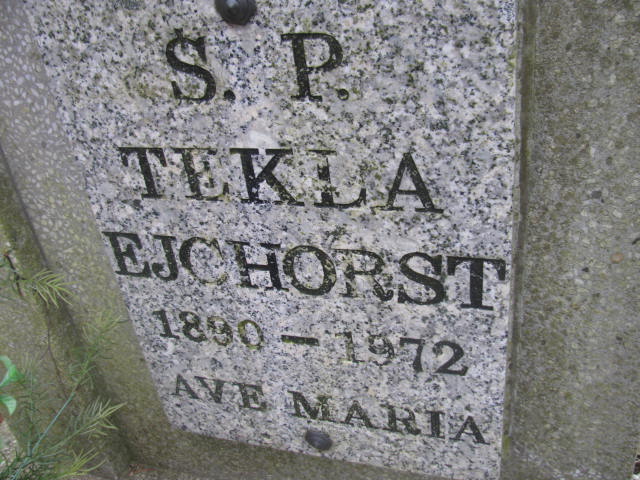 S. P.
TEKLA
EJCHORST
1890 – 1972
AVE MARIA